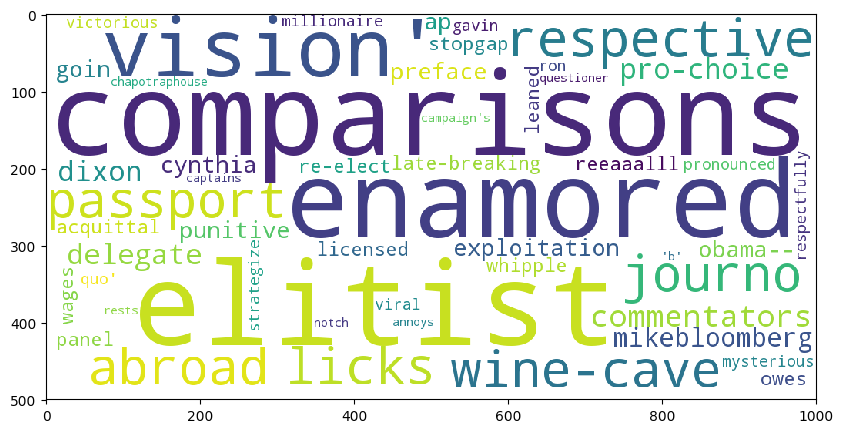 0
victorious
vision'
millionaire
ap
gavin
respective
stopgap
goin
chapotraphouse
preface
ron
questioner
pro-choice
100
comparisons
campaign's
leaned
dixon
cynthia
captains
re-elect
late-breaking
reeaaalll
pronounced
respectfully
200
passport
enamored
acquittal
punitive
300
delegate
strategize
licensed
exploitation
obama--
'b'
wages
quo'
elitist
whipple
journo
rests
viral
notch
annoys
commentators
400
panel
mikebloomberg
abroad
licks
wine-cave
mysterious
owes
500
0 200 400 600 800 1000